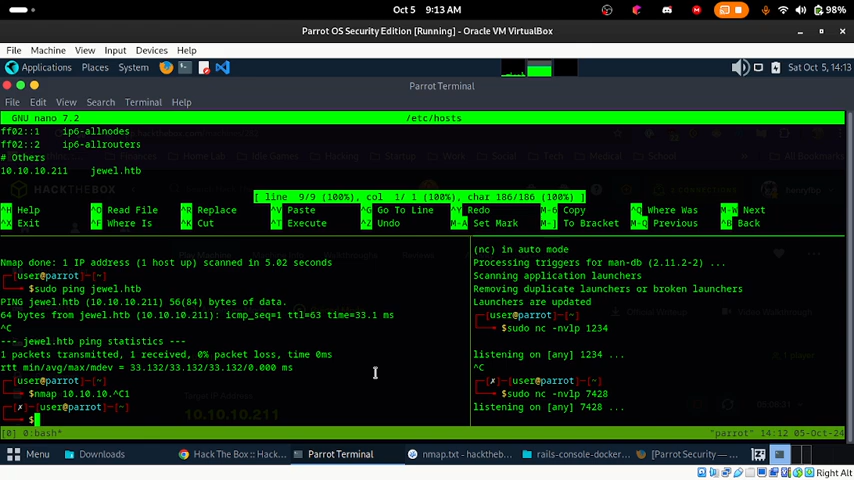 Oct 5 9:13 AM
98%
Parrot OS Security Edition [Running] - Oracle VM VirtualBox
File Machine View Input Devices Help
Applications Places System
Sat Oct 5, 14:13
Parrot Terminal
File Edit View Search Terminal Help
GNU nano 7.2 /etc/hosts
ff02::1 ip6-allnodes
ff02::2 ip6-allrouters
# Others
10.10.10.211 jewel.htb
[ line 9/9 (100%), col 1/ 1 (100%), char 186/186 (100%) ]
^H Help ^O Read File ^R Replace ^V Paste ^G Go To Line ^Y Redo M-6 Copy ^Q Where Was M-W Next
^X Exit ^F Where Is ^K Cut ^T Execute ^Z Undo M-A Set Mark M-] To Bracket M-Q Previous ^B Back
Nmap done: 1 IP address (1 host up) scanned in 5.02 seconds
[user@parrot]-[~]
$sudo ping jewel.htb
PING jewel.htb (10.10.10.211) 56(84) bytes of data.
64 bytes from jewel.htb (10.10.10.211): icmp_seq=1 ttl=63 time=33.1 ms
^C
--- jewel.htb ping statistics ---
1 packets transmitted, 1 received, 0% packet loss, time 0ms
rtt min/avg/max/mdev = 33.132/33.132/33.132/0.000 ms
[user@parrot]-[~]
$nmap 10.10.10.^C1
[✗]-[user@parrot]-[~]
$
(nc) in auto mode
Processing triggers for man-db (2.11.2-2) ...
Scanning application launchers
Removing duplicate launchers or broken launchers
Launchers are updated
[user@parrot]-[~]
$sudo nc -nvlp 1234
listening on [any] 1234 ...
^C
[✗]-[user@parrot]-[~]
$sudo nc -nvlp 7428
listening on [any] 7428 ...
HACKTHEBOX
Target IP Address
10.10.10.211
[0] 0:bash* "parrot" 14:12 05-Oct-24
Menu Downloads Hack The Box :: Hack... Parrot Terminal nmap.txt - hacktheb... rails-console-docker... [Parrot Security — ...
Right Alt